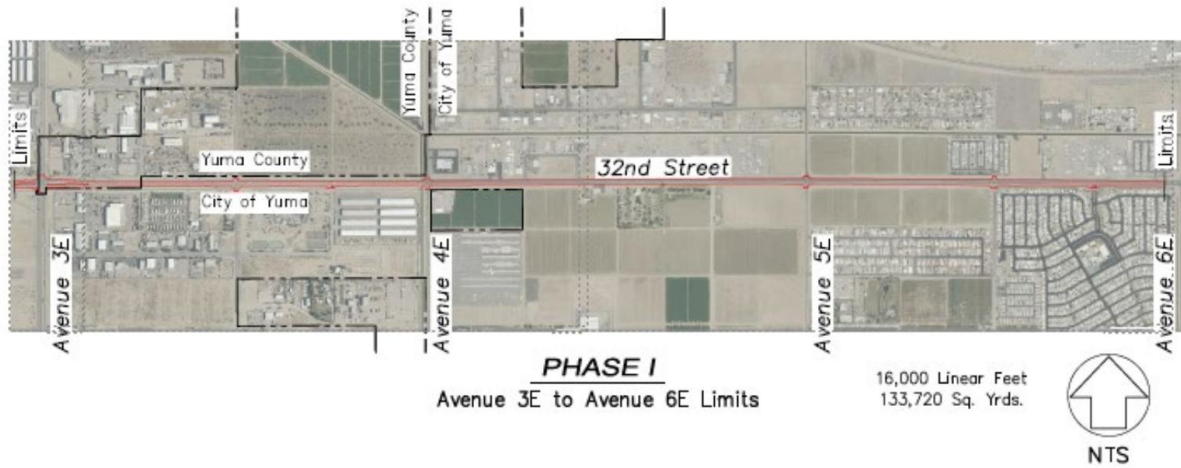 Yuma County
City of Yuma
Limits
Limits
Yuma County
32nd Street
City of Yuma
Avenue 3E
Avenue 4E
Avenue 5E
Avenue 6E
PHASE I
Avenue 3E to Avenue 6E Limits
16,000 Linear Feet
133,720 Sq. Yrds.
NTS